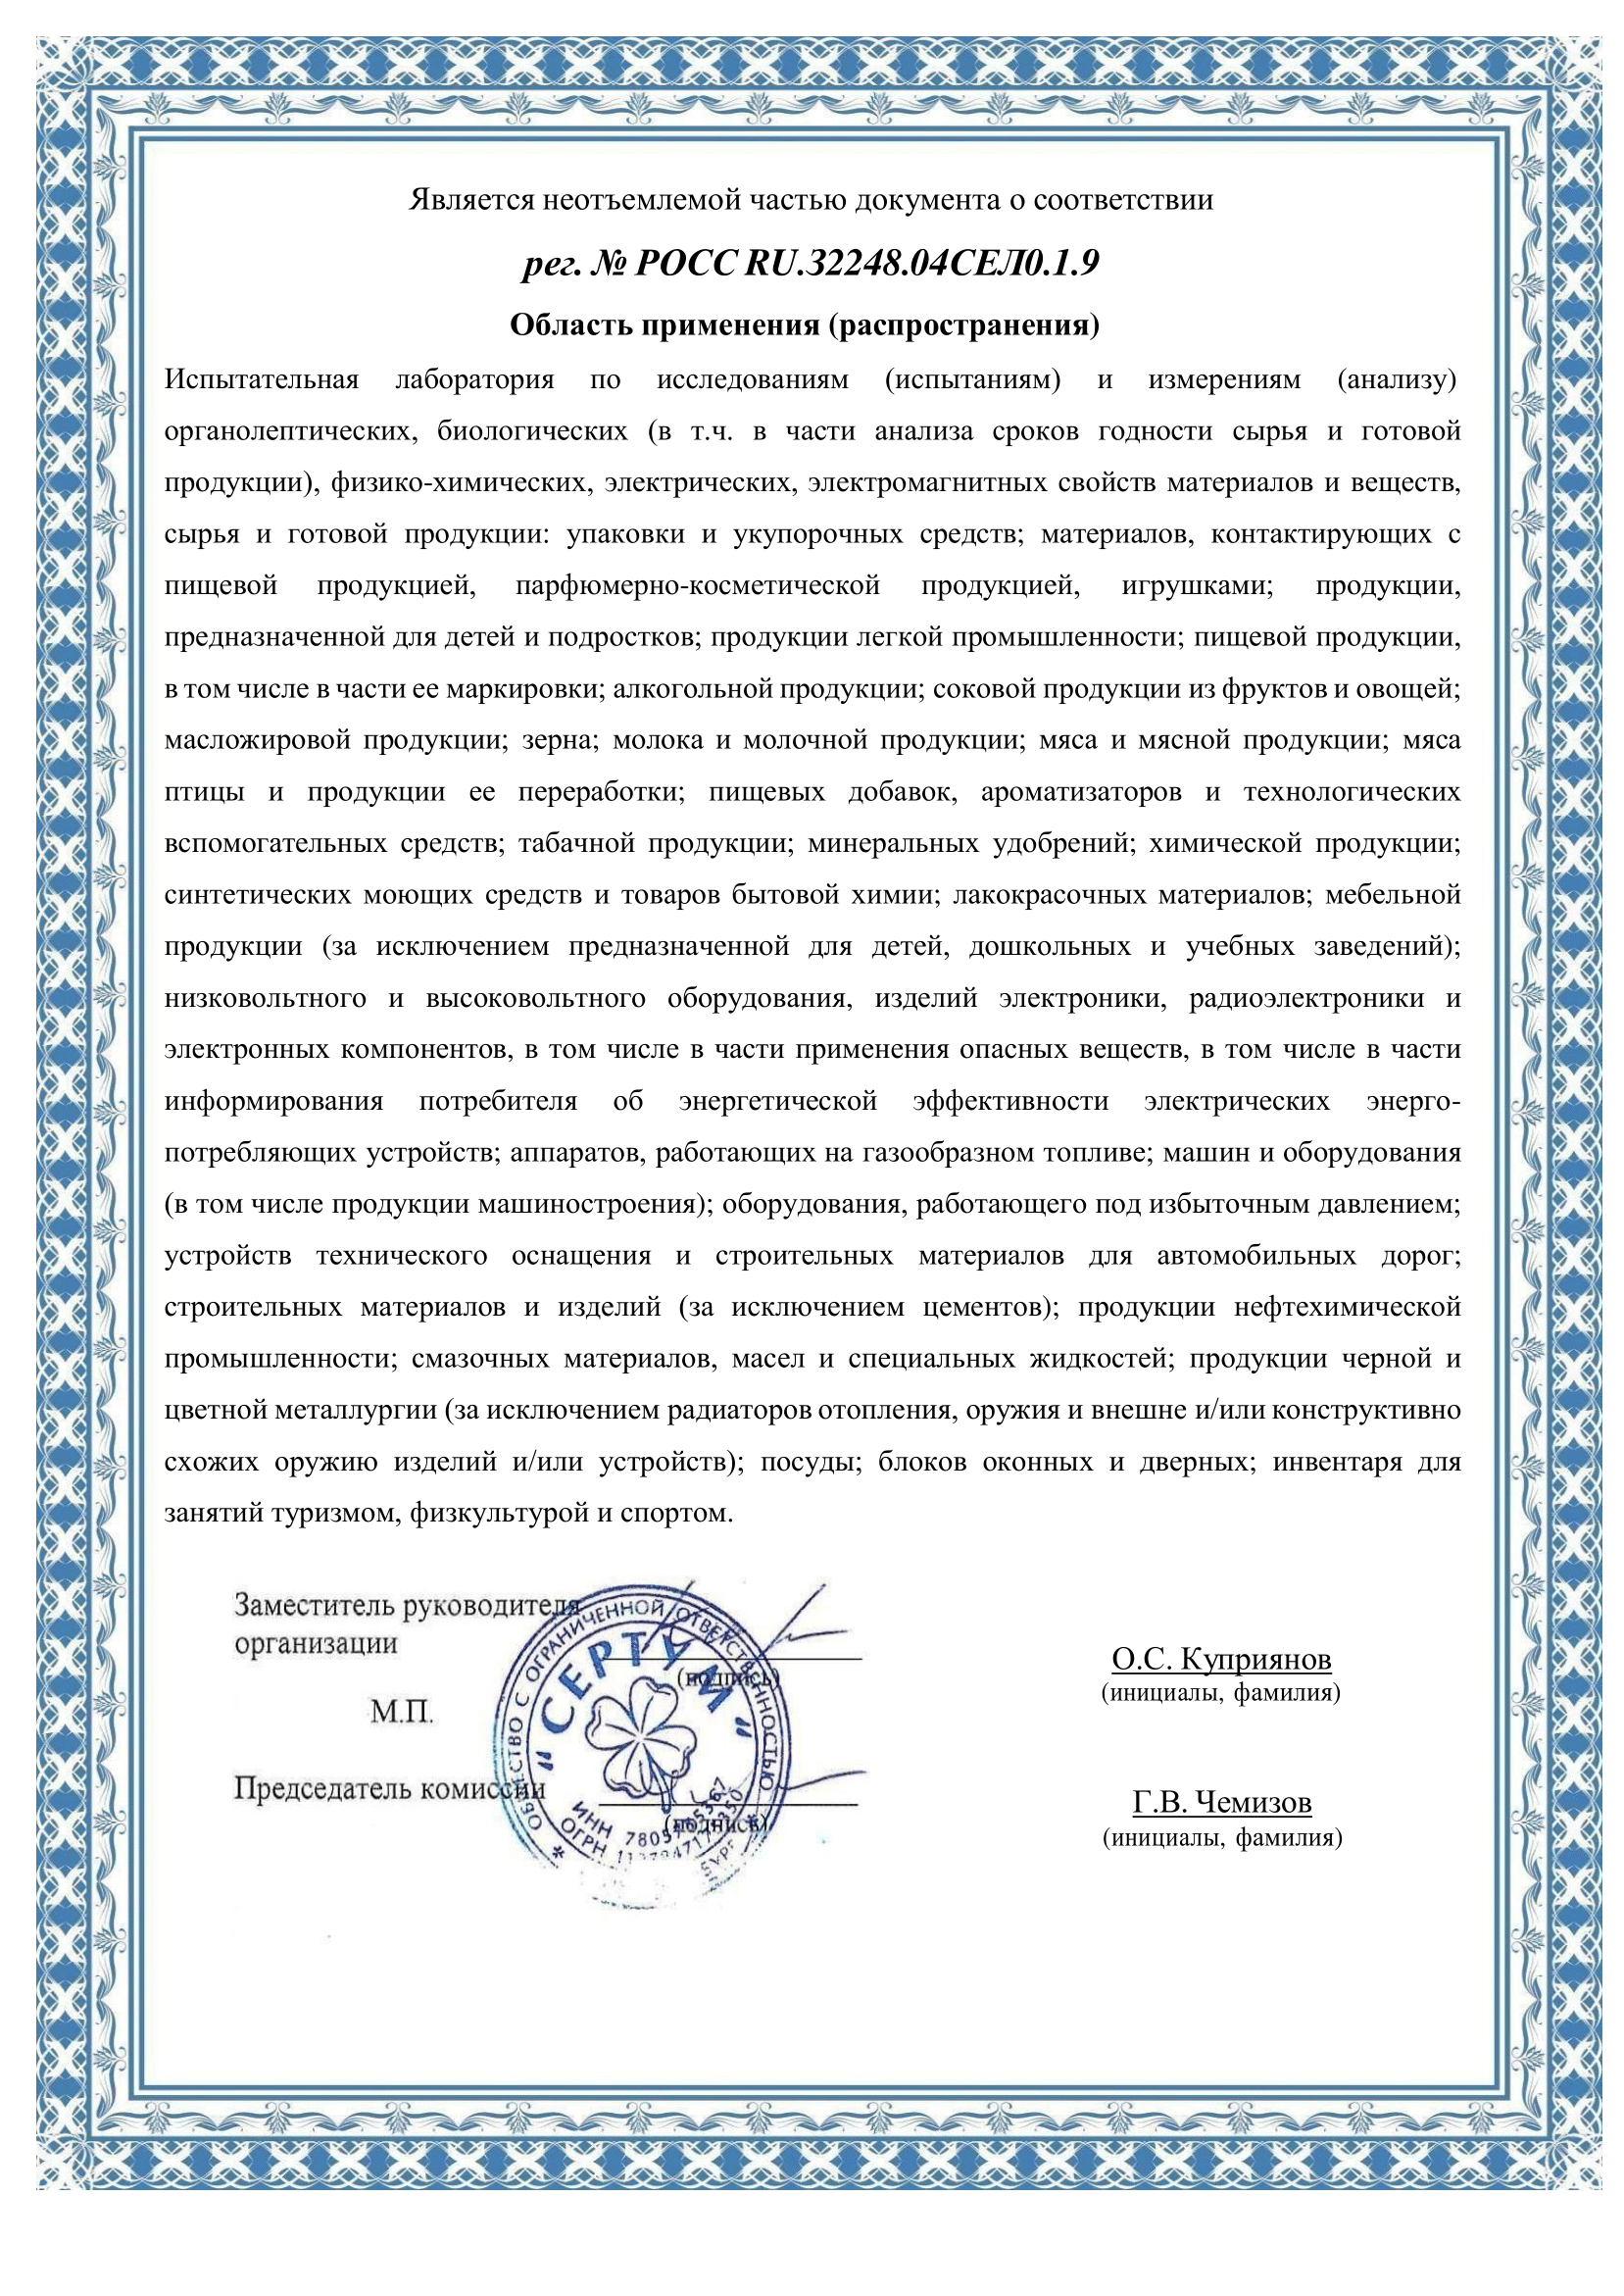 Является неотъемлемой частью документа о соответствии
рег. № РОСС RU.32248.04СЕЛ0.1.9
Область применения (распространения)
Испытательная лаборатория по исследованиям (испытаниям) и измерениям (анализу)
органолептических, биологических (в т.ч. в части анализа сроков годности сырья и готовой
продукции), физико-химических, электрических, электромагнитных свойств материалов и веществ,
сырья и готовой продукции: упаковки и укупорочных средств; материалов, контактирующих с
пищевой продукцией, парфюмерно-косметической продукцией, игрушками; продукции,
предназначенной для детей и подростков; продукции легкой промышленности; пищевой продукции,
в том числе в части ее маркировки; алкогольной продукции; соковой продукции из фруктов и овощей;
масложировой продукции; зерна; молока и молочной продукции; мяса и мясной продукции; мяса
птицы и продукции ее переработки; пищевых добавок, ароматизаторов и технологических
вспомогательных средств; табачной продукции; минеральных удобрений; химической продукции;
синтетических моющих средств и товаров бытовой химии; лакокрасочных материалов; мебельной
продукции (за исключением предназначенной для детей, дошкольных и учебных заведений);
низковольтного и высоковольтного оборудования, изделий электроники, радиоэлектроники и
электронных компонентов, в том числе в части применения опасных веществ, в том числе в части
информирования потребителя об энергетической эффективности электрических энерго-
потребляющих устройств; аппаратов, работающих на газообразном топливе; машин и оборудования
(в том числе продукции машиностроения); оборудования, работающего под избыточным давлением;
устройств технического оснащения и строительных материалов для автомобильных дорог;
строительных материалов и изделий (за исключением цементов); продукции нефтехимической
промышленности; смазочных материалов, масел и специальных жидкостей; продукции черной и
цветной металлургии (за исключением радиаторов отопления, оружия и внешне и/или конструктивно
схожих оружию изделий и/или устройств); посуды; блоков оконных и дверных; инвентаря для
занятий туризмом, физкультурой и спортом.
Заместитель руководителя
организации
(подпись)
О.С. Куприянов
(инициалы, фамилия)
М.П.
Председатель комиссии
(подпись)
Г.В. Чемизов
(инициалы, фамилия)
ОБЩЕСТВО С ОГРАНИЧЕННОЙ ОТВЕТСТВЕННОСТЬЮ
"СЕРТУМ"
ИНН
ОГРН